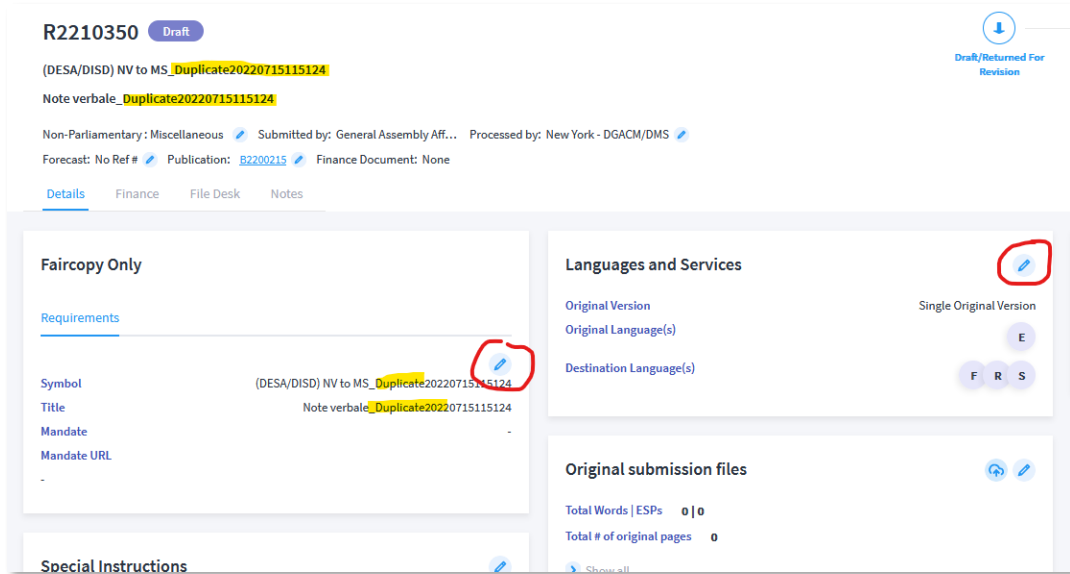 R2210350 Draft
Draft/Returned For
Revision
(DESA/DISD) NV to MS_Duplicate20220715115124
Note verbale_Duplicate20220715115124
Non-Parliamentary : Miscellaneous Submitted by: General Assembly Aff... Processed by: New York - DGACM/DMS
Forecast: No Ref # Publication: B2200215 Finance Document: None
Details Finance File Desk Notes
Faircopy Only
Requirements
Symbol (DESA/DISD) NV to MS_Duplicate20220715115124
Title Note verbale_Duplicate20220715115124
Mandate -
Mandate URL
-
Special Instructions
Languages and Services
Original Version Single Original Version
Original Language(s) E
Destination Language(s) F R S
Original submission files
Total Words | ESPs 0 | 0
Total # of original pages 0
Show all